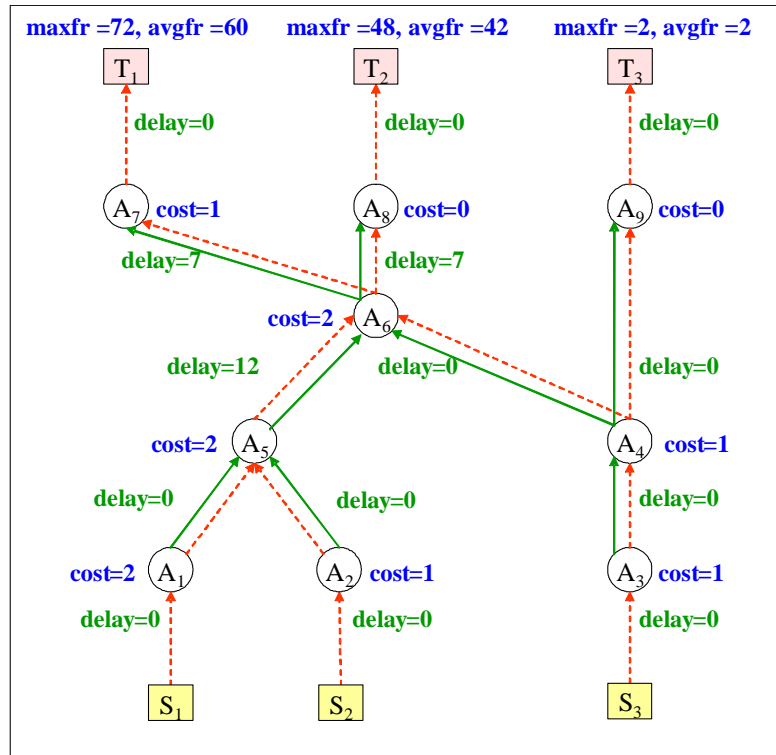 maxfr =72, avgfr =60 maxfr =48, avgfr =42 maxfr =2, avgfr =2
T1 T2 T3
delay=0 delay=0 delay=0
A7 cost=1 A8 cost=0 A9 cost=0
delay=7 delay=7
cost=2 A6
delay=12 delay=0 delay=0
cost=2 A5 A4 cost=1
delay=0 delay=0 delay=0
cost=2 A1 A2 cost=1 A3 cost=1
delay=0 delay=0 delay=0
S1 S2 S3